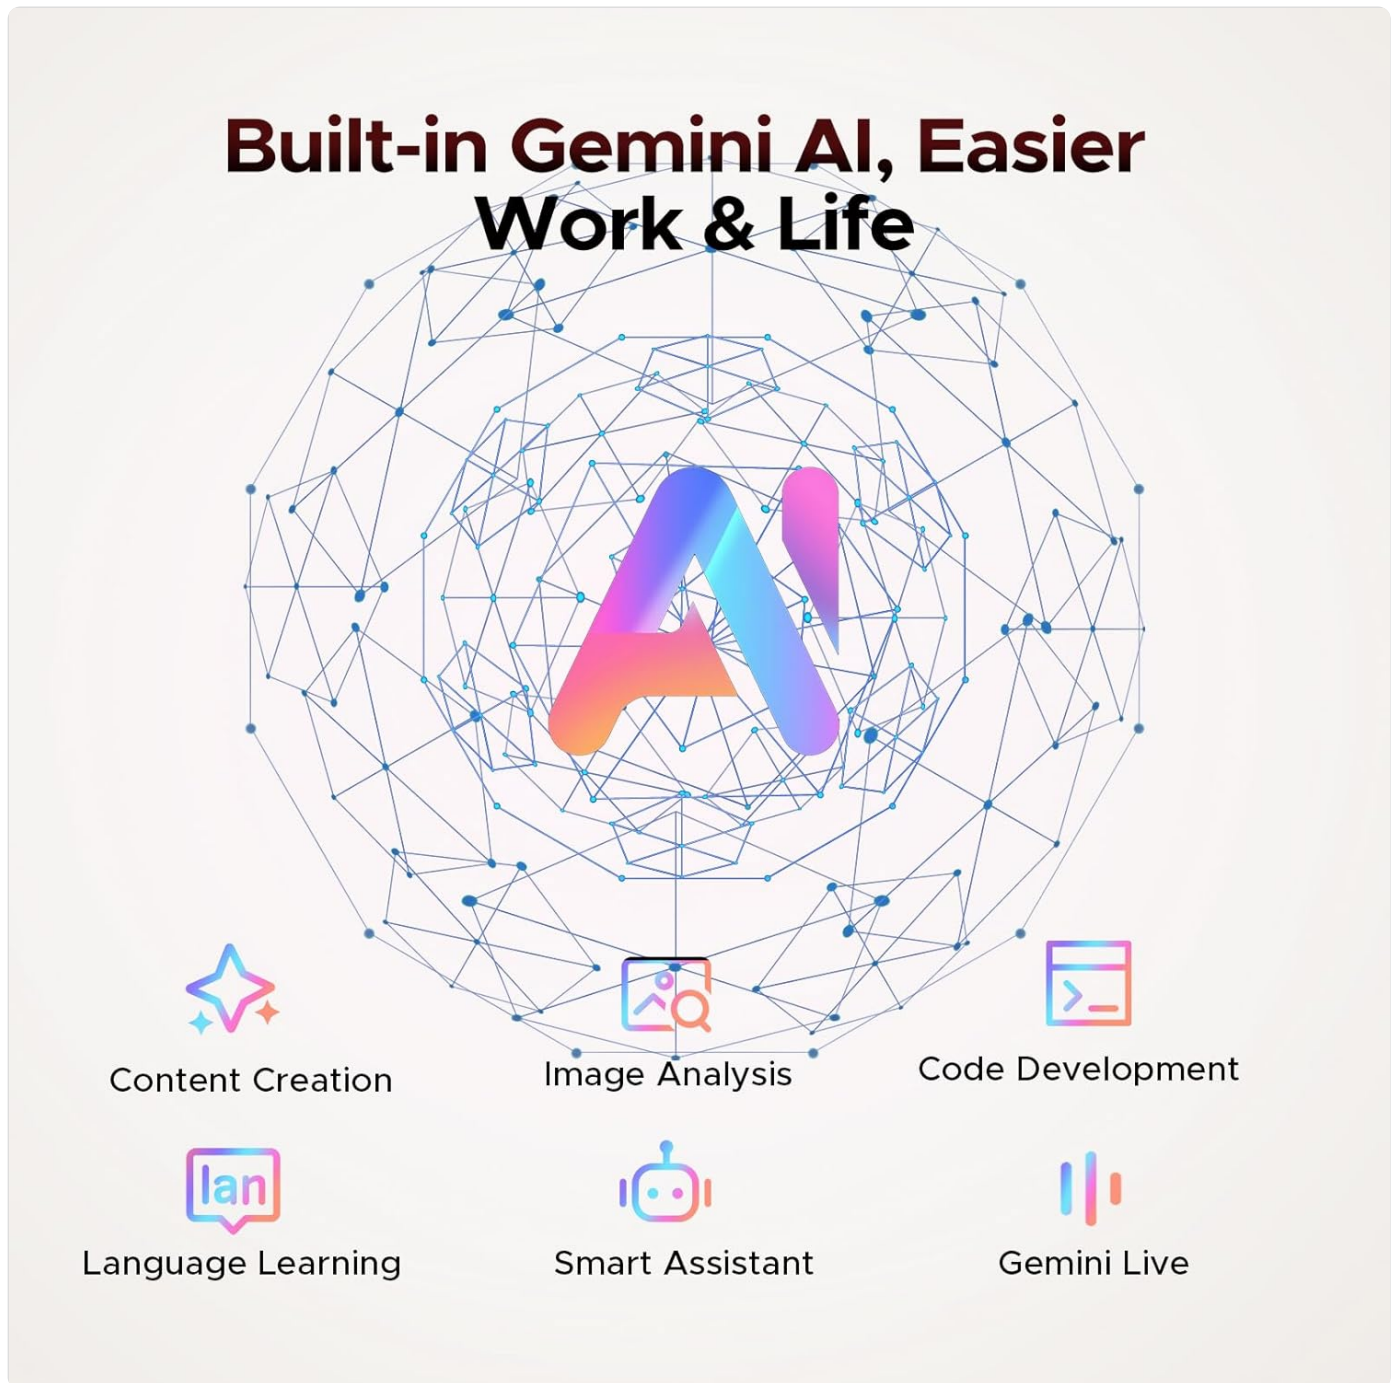 Built-in Gemini AI, Easier
Work & Life
AI
Content Creation
Image Analysis
Code Development
lan
Language Learning
Smart Assistant
Gemini Live